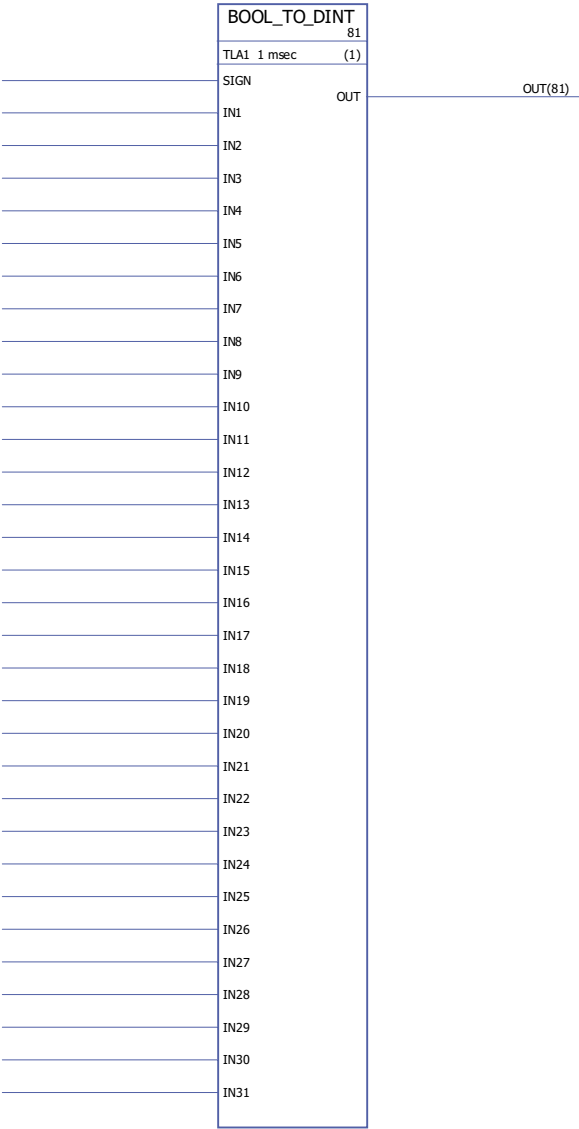 BOOL_TO_DINT
81
TLA1 1 msec (1)
SIGN
OUT
OUT(81)
IN1
IN2
IN3
IN4
IN5
IN6
IN7
IN8
IN9
IN10
IN11
IN12
IN13
IN14
IN15
IN16
IN17
IN18
IN19
IN20
IN21
IN22
IN23
IN24
IN25
IN26
IN27
IN28
IN29
IN30
IN31